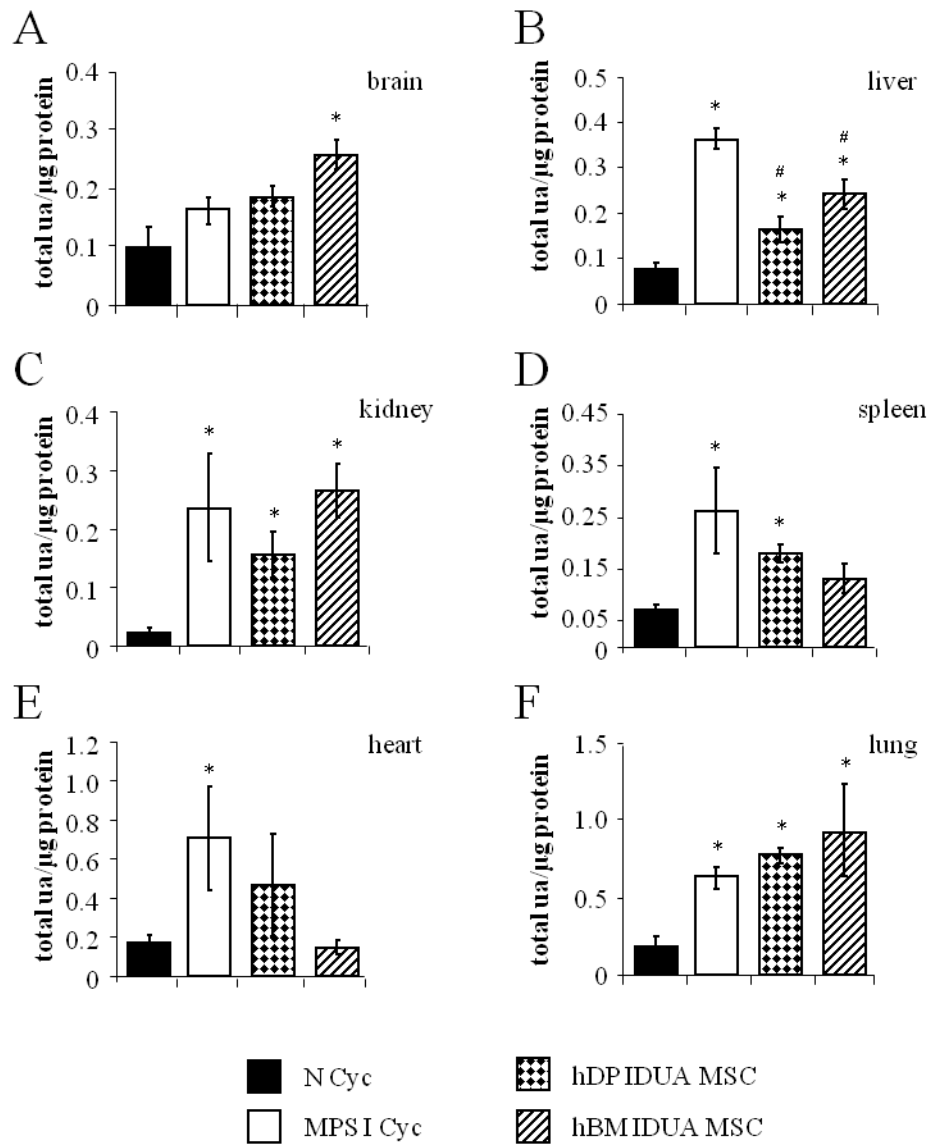 A
brain
total ua/µg protein
0.4
0.3
*
0.2
0.1
0
B
liver
total ua/µg protein
0.5
0.4
*
#
*
#
*
0.3
0.2
0.1
0
C
kidney
total ua/µg protein
0.4
*
*
*
0.3
0.2
0.1
0
D
spleen
total ua/µg protein
0.45
*
0.35
0.25
*
0.15
0.05
0
E
heart
total ua/µg protein
1.2
*
1.0
0.8
0.6
0.4
0.2
0
F
lung
total ua/µg protein
1.5
*
*
*
1.0
0.5
0
N Cyc
hDP IDUA MSC
MPS I Cyc
hBM IDUA MSC